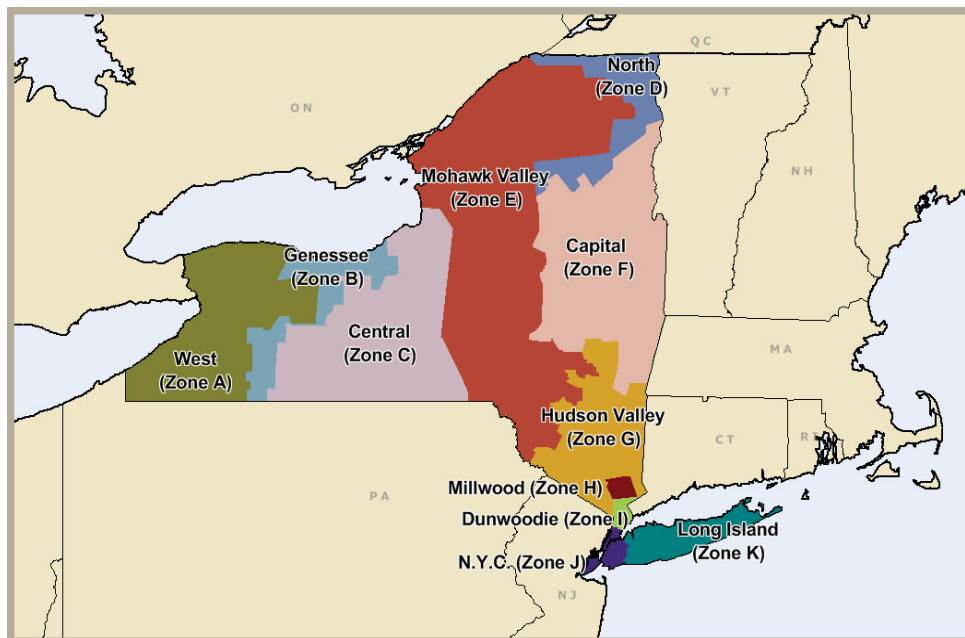 QC
North
(Zone D)
VT
ON
NH
Mohawk Valley
(Zone E)
Capital
(Zone F)
Genessee
(Zone B)
Central
(Zone C)
MA
West
(Zone A)
Hudson Valley
(Zone G)
CT
RI
PA
Millwood (Zone H)
Dunwoodie (Zone I)
Long Island
(Zone K)
N.Y.C. (Zone J)
NJ